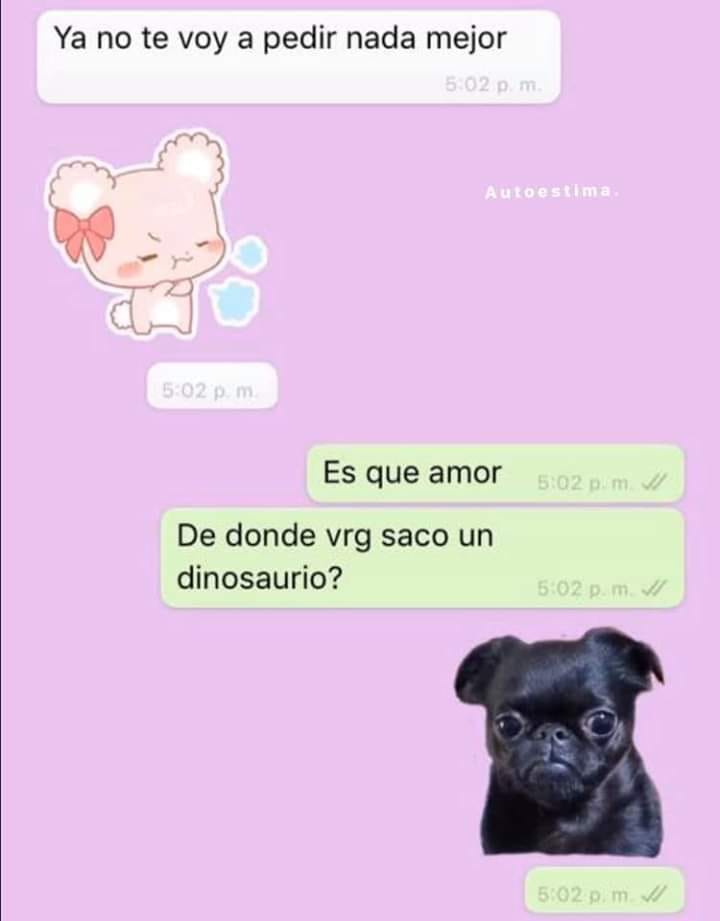 Ya no te voy a pedir nada mejor
5:02 p. m.
Autoestima.
5:02 p. m.
Es que amor
5:02 p. m.
De donde vrg saco un
dinosaurio?
5:02 p. m.
5:02 p. m.